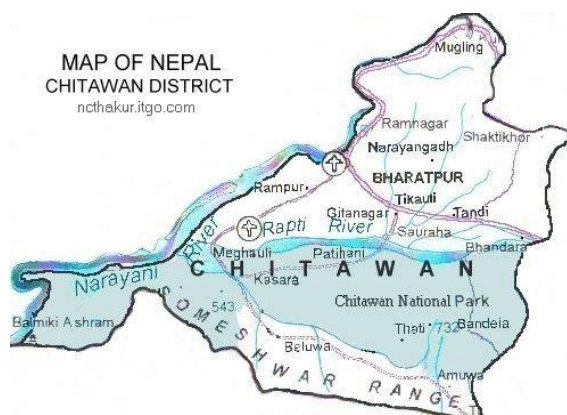 MAP OF NEPAL
CHITAWAN DISTRICT
ncthakur.itgo.com
Mugling
Ramnagar
Shaktikhor
Narayangadh
BHARATPUR
Rampur
Tikauli
Gitanagar
Tandi
Rapti River
Sauraha
Bhandara
Meghauli
Patihani
Narayani River
CHITAWAN
Kasara
543
Chitawan National Park
Balmiki Ashram
Thati
732
Bandeia
Beluwa
Amuwa
SOMESHWAR RANGE